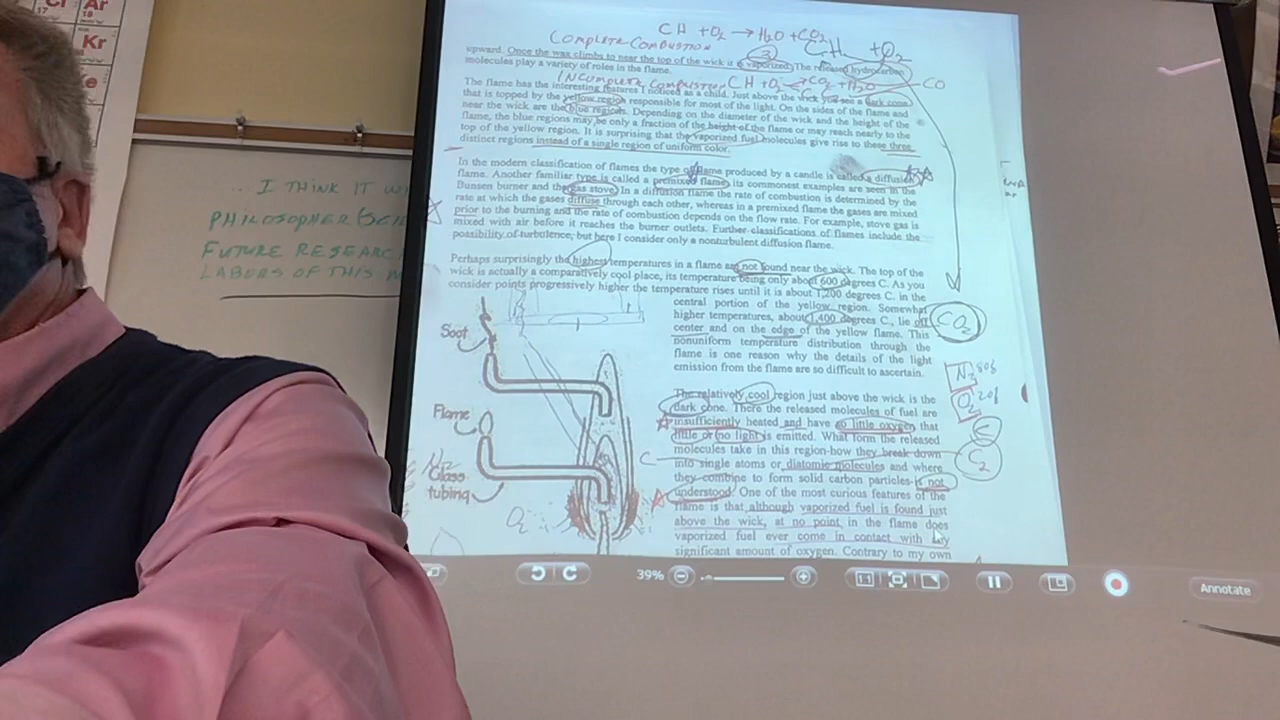 Cl Ar
17 18
Kr
... I THINK IT
PHILOSOPHER
FUTURE RESEARC
LABORS OF THIS
CH + O2 → H2O + CO2
COMPLETE COMBUSTION
+O2
3
upward. Once the wax climbs to near the top of the wick it is vaporized. The released hydrocarbon
molecules play a variety of roles in the flame.
INCOMPLETE COMBUSTION CH + O2 → CO2 + H2O CO
The flame has the interesting features I noticed as a child. Just above the wick you see a dark cone
that is topped by the yellow region responsible for most of the light. On the sides of the flame and
near the wick are the blue regions. Depending on the diameter of the wick and the height of the
flame, the blue regions may be only a fraction of the height of the flame or may reach nearly to the
top of the yellow region. It is surprising that the vaporized fuel molecules give rise to these three
distinct regions instead of a single region of uniform color.
In the modern classification of flames the type of flame produced by a candle is called a diffusion
flame. Another familiar type is called a premixed flame; its commonest examples are seen in the
Bunsen burner and the gas stove. In a diffusion flame the rate of combustion is determined by the
rate at which the gases diffuse through each other, whereas in a premixed flame the gases are mixed
prior to the burning and the rate of combustion depends on the flow rate. For example, stove gas is
mixed with air before it reaches the burner outlets. Further classifications of flames include the
possibility of turbulence, but here I consider only a nonturbulent diffusion flame.
Perhaps surprisingly the highest temperatures in a flame are not found near the wick. The top of the
wick is actually a comparatively cool place, its temperature being only about 600 degrees C. As you
consider points progressively higher the temperature rises until it is about 1,200 degrees C. in the
central portion of the yellow region. Somewhat
higher temperatures, about 1,400 degrees C., lie off
center and on the edge of the yellow flame. This
nonuniform temperature distribution through the
flame is one reason why the details of the light
emission from the flame are so difficult to ascertain.
CO2
Soot
Flame
Glass
tubing
O2
N2 80%
O2 20%
C
C2
The relatively cool region just above the wick is the
dark cone. There the released molecules of fuel are
insufficiently heated and have so little oxygen that
little or no light is emitted. What form the released
molecules take in this region-how they break down
into single atoms or diatomic molecules and where
they combine to form solid carbon particles-is not
understood. One of the most curious features of the
flame is that although vaporized fuel is found just
above the wick, at no point in the flame does
vaporized fuel ever come in contact with any
significant amount of oxygen. Contrary to my own
39%
1:1
Annotate